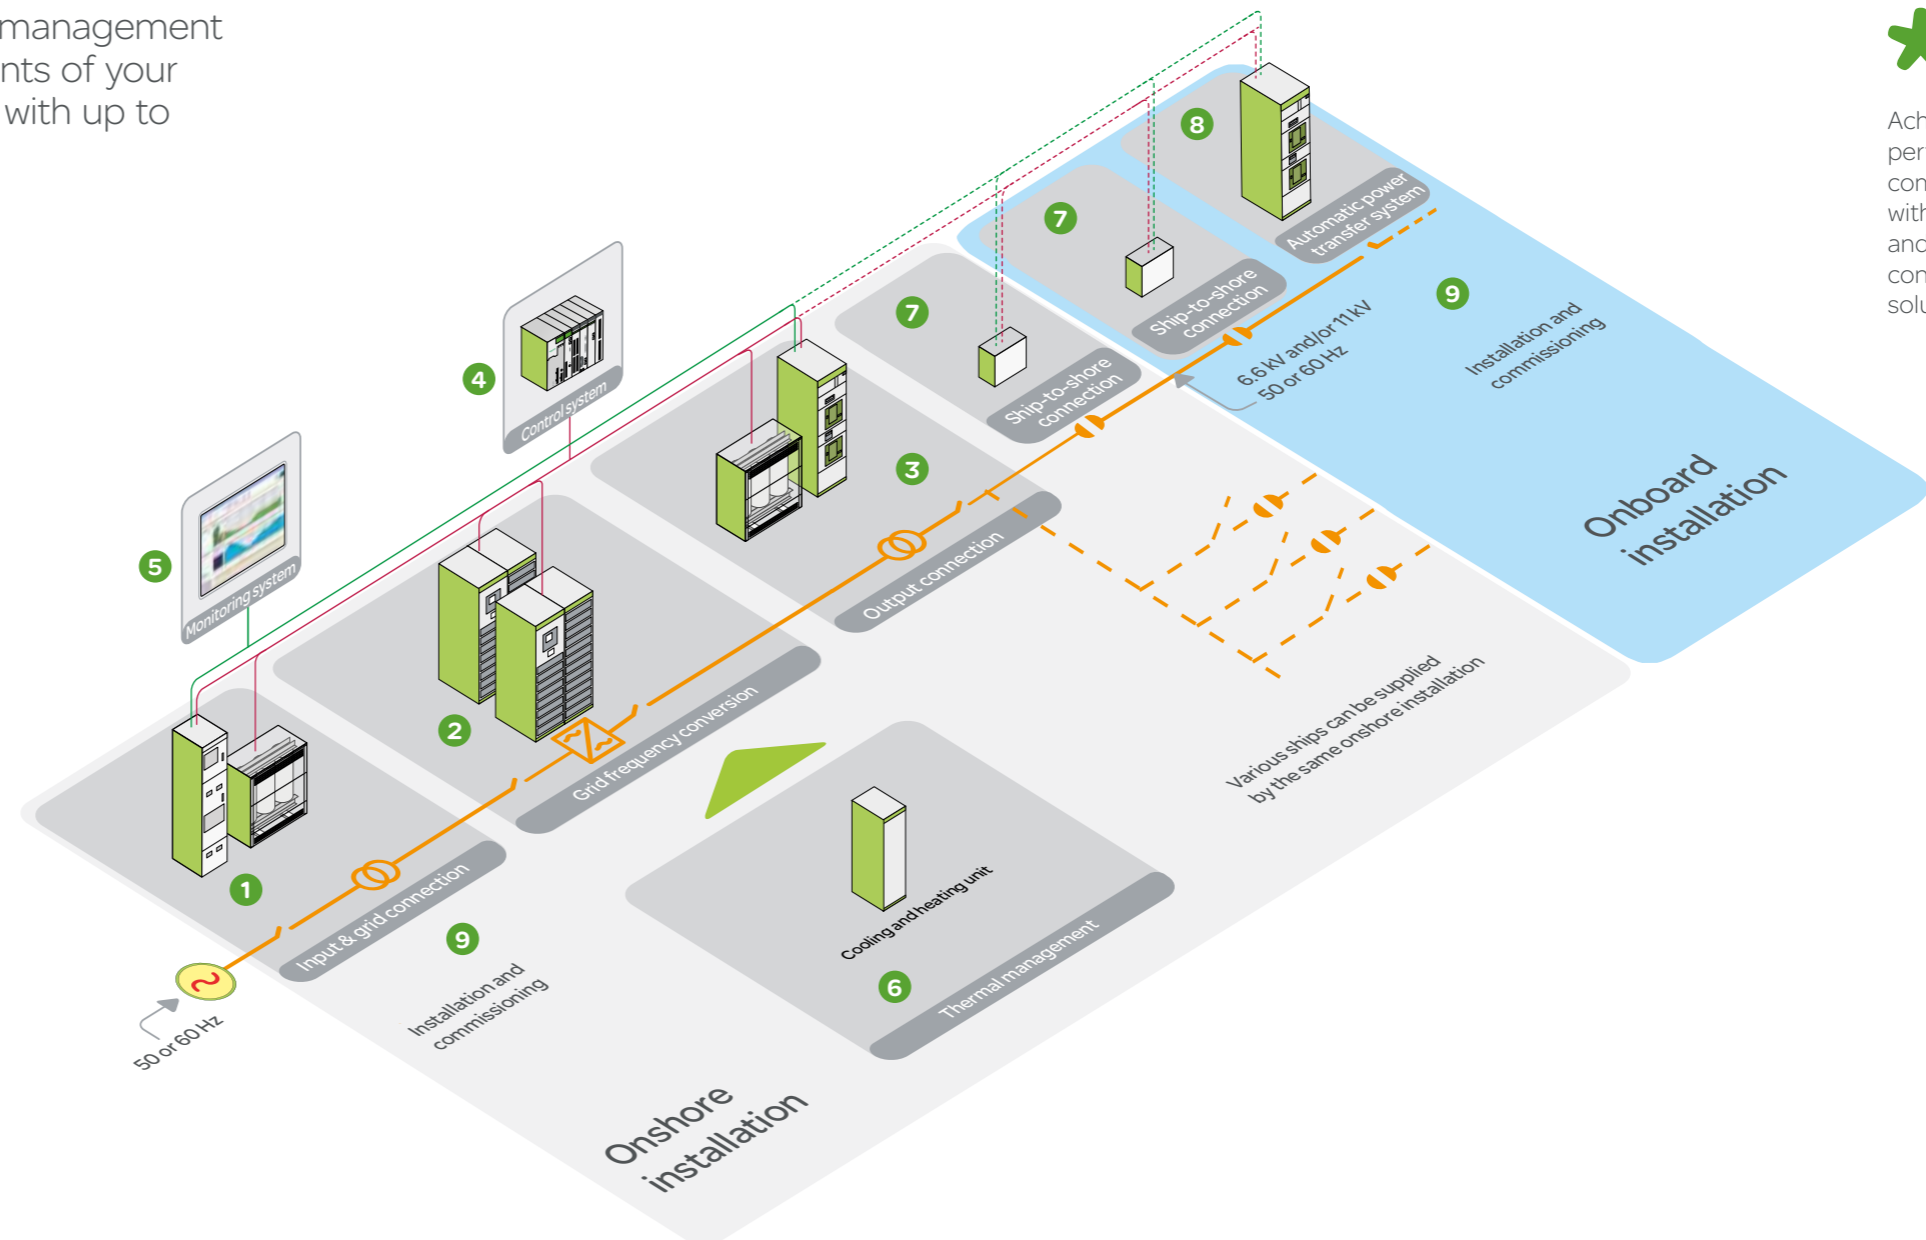 management
nts of your
with up to
Ach
per
con
with
and
con
solu
8
Automatic power
transfer system
7
Ship-to-shore
connection
9
Installation and
commissioning
6.6 kV and/or 11 kV
50 or 60 Hz
Onboard
installation
7
Ship-to-shore
connection
4
Control system
3
Output connection
5
Monitoring system
2
Grid frequency conversion
Various ships can be supplied
by the same onshore installation
1
Input & grid connection
50 or 60 Hz
9
Installation and
commissioning
Cooling and heating unit
6
Thermal management
Onshore
installation